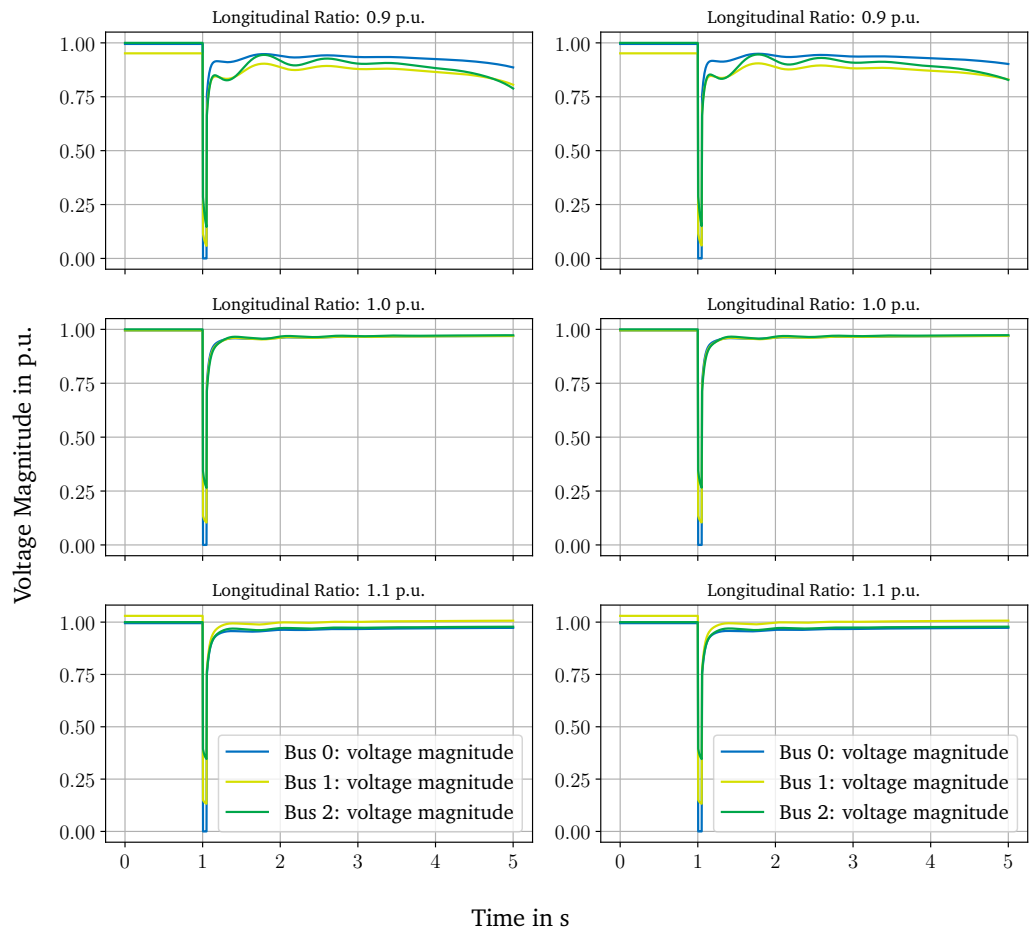 Longitudinal Ratio: 0.9 p.u.
Longitudinal Ratio: 0.9 p.u.
1.00
0.75
0.50
0.25
0.00
1.00
0.75
0.50
0.25
0.00
Longitudinal Ratio: 1.0 p.u.
Longitudinal Ratio: 1.0 p.u.
1.00
0.75
0.50
0.25
0.00
1.00
0.75
0.50
0.25
0.00
Voltage Magnitude in p.u.
Longitudinal Ratio: 1.1 p.u.
Longitudinal Ratio: 1.1 p.u.
1.00
0.75
0.50
0.25
0.00
Bus 0: voltage magnitude
Bus 1: voltage magnitude
Bus 2: voltage magnitude
0 1 2 3 4 5
1.00
0.75
0.50
0.25
0.00
Bus 0: voltage magnitude
Bus 1: voltage magnitude
Bus 2: voltage magnitude
0 1 2 3 4 5
Time in s